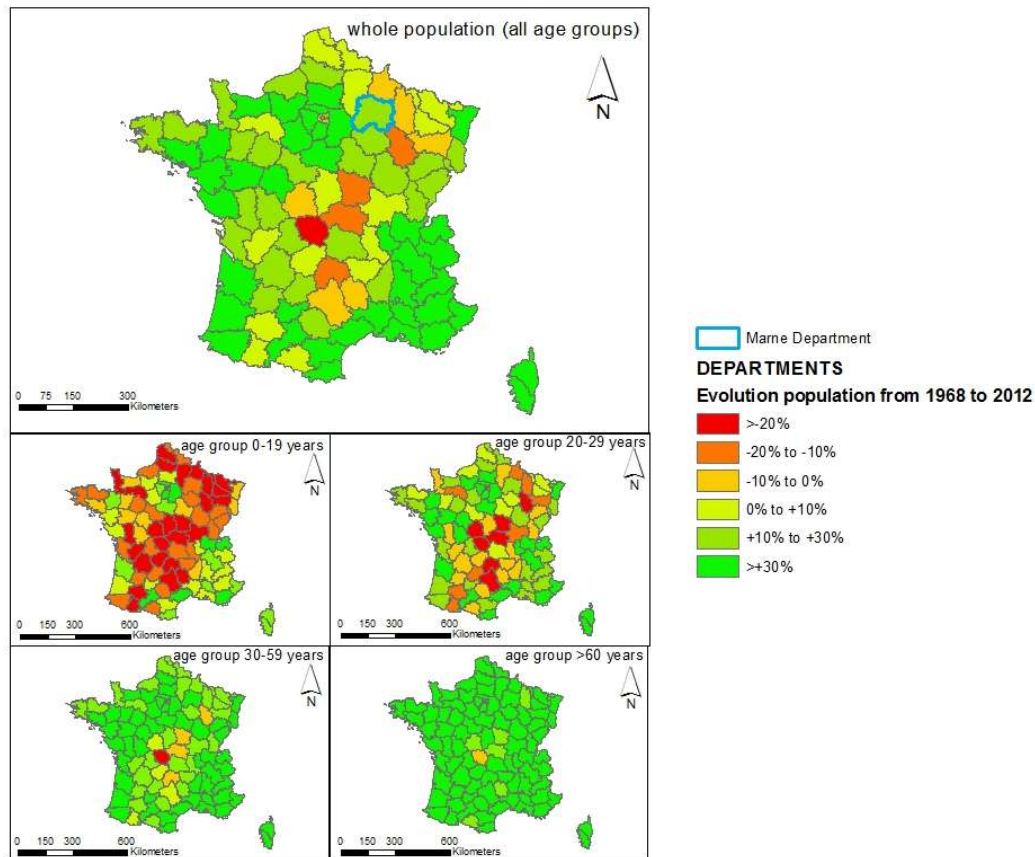 whole population (all age groups)
N
0 75 150 300
Kilometers
age group 0-19 years
N
0 150 300 600
Kilometers
age group 20-29 years
N
0 150 300 600
Kilometers
age group 30-59 years
N
0 150 300 600
Kilometers
age group >60 years
N
0 150 300 600
Kilometers
Marne Department
DEPARTMENTS
Evolution population from 1968 to 2012
>-20%
-20% to -10%
-10% to 0%
0% to +10%
+10% to +30%
>+30%